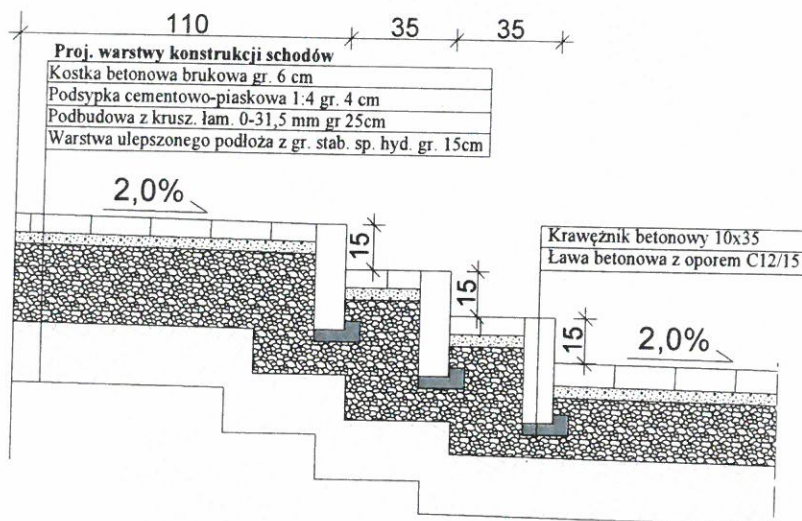 110 35 35
Proj. warstwy konstrukcji schodów
Kostka betonowa brukowa gr. 6 cm
Podsypka cementowo-piaskowa 1:4 gr. 4 cm
Podbudowa z krusz. łam. 0-31,5 mm gr 25cm
Warstwa ulepszonego podłoża z gr. stab. sp. hyd. gr. 15cm
2,0%
15
Krawężnik betonowy 10x35
Ława betonowa z oporem C12/15
15
15
2,0%